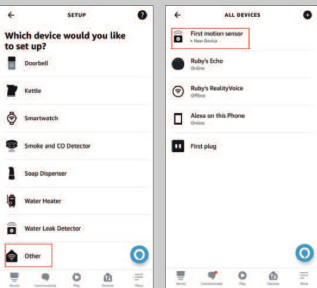 SETUP
Which device would you like
to set up?
Doorbell
Kettle
Smartwatch
Smoke and CO Detector
Soap Dispenser
Water Heater
Water Leak Detector
Other
ALL DEVICES
First motion sensor
• New Device
Ruby's Echo
Online
Ruby's RealityVoice
Offline
Alexa on this Phone
Online
First plug